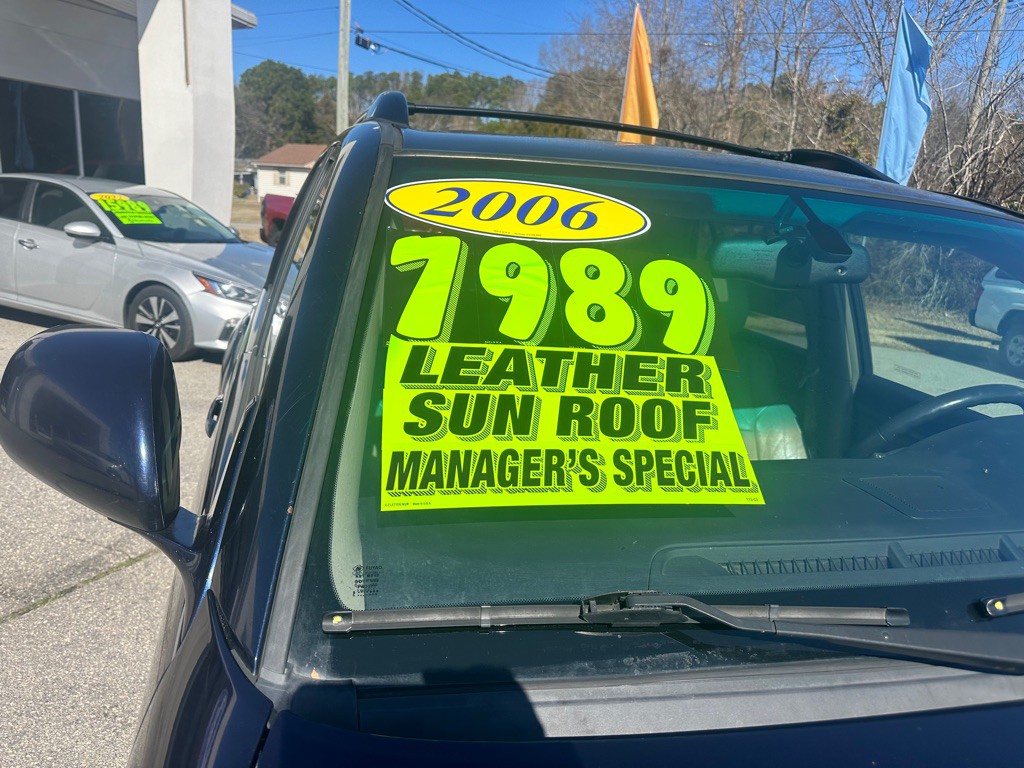 2006
7989
LEATHER
SUN ROOF
MANAGER'S SPECIAL